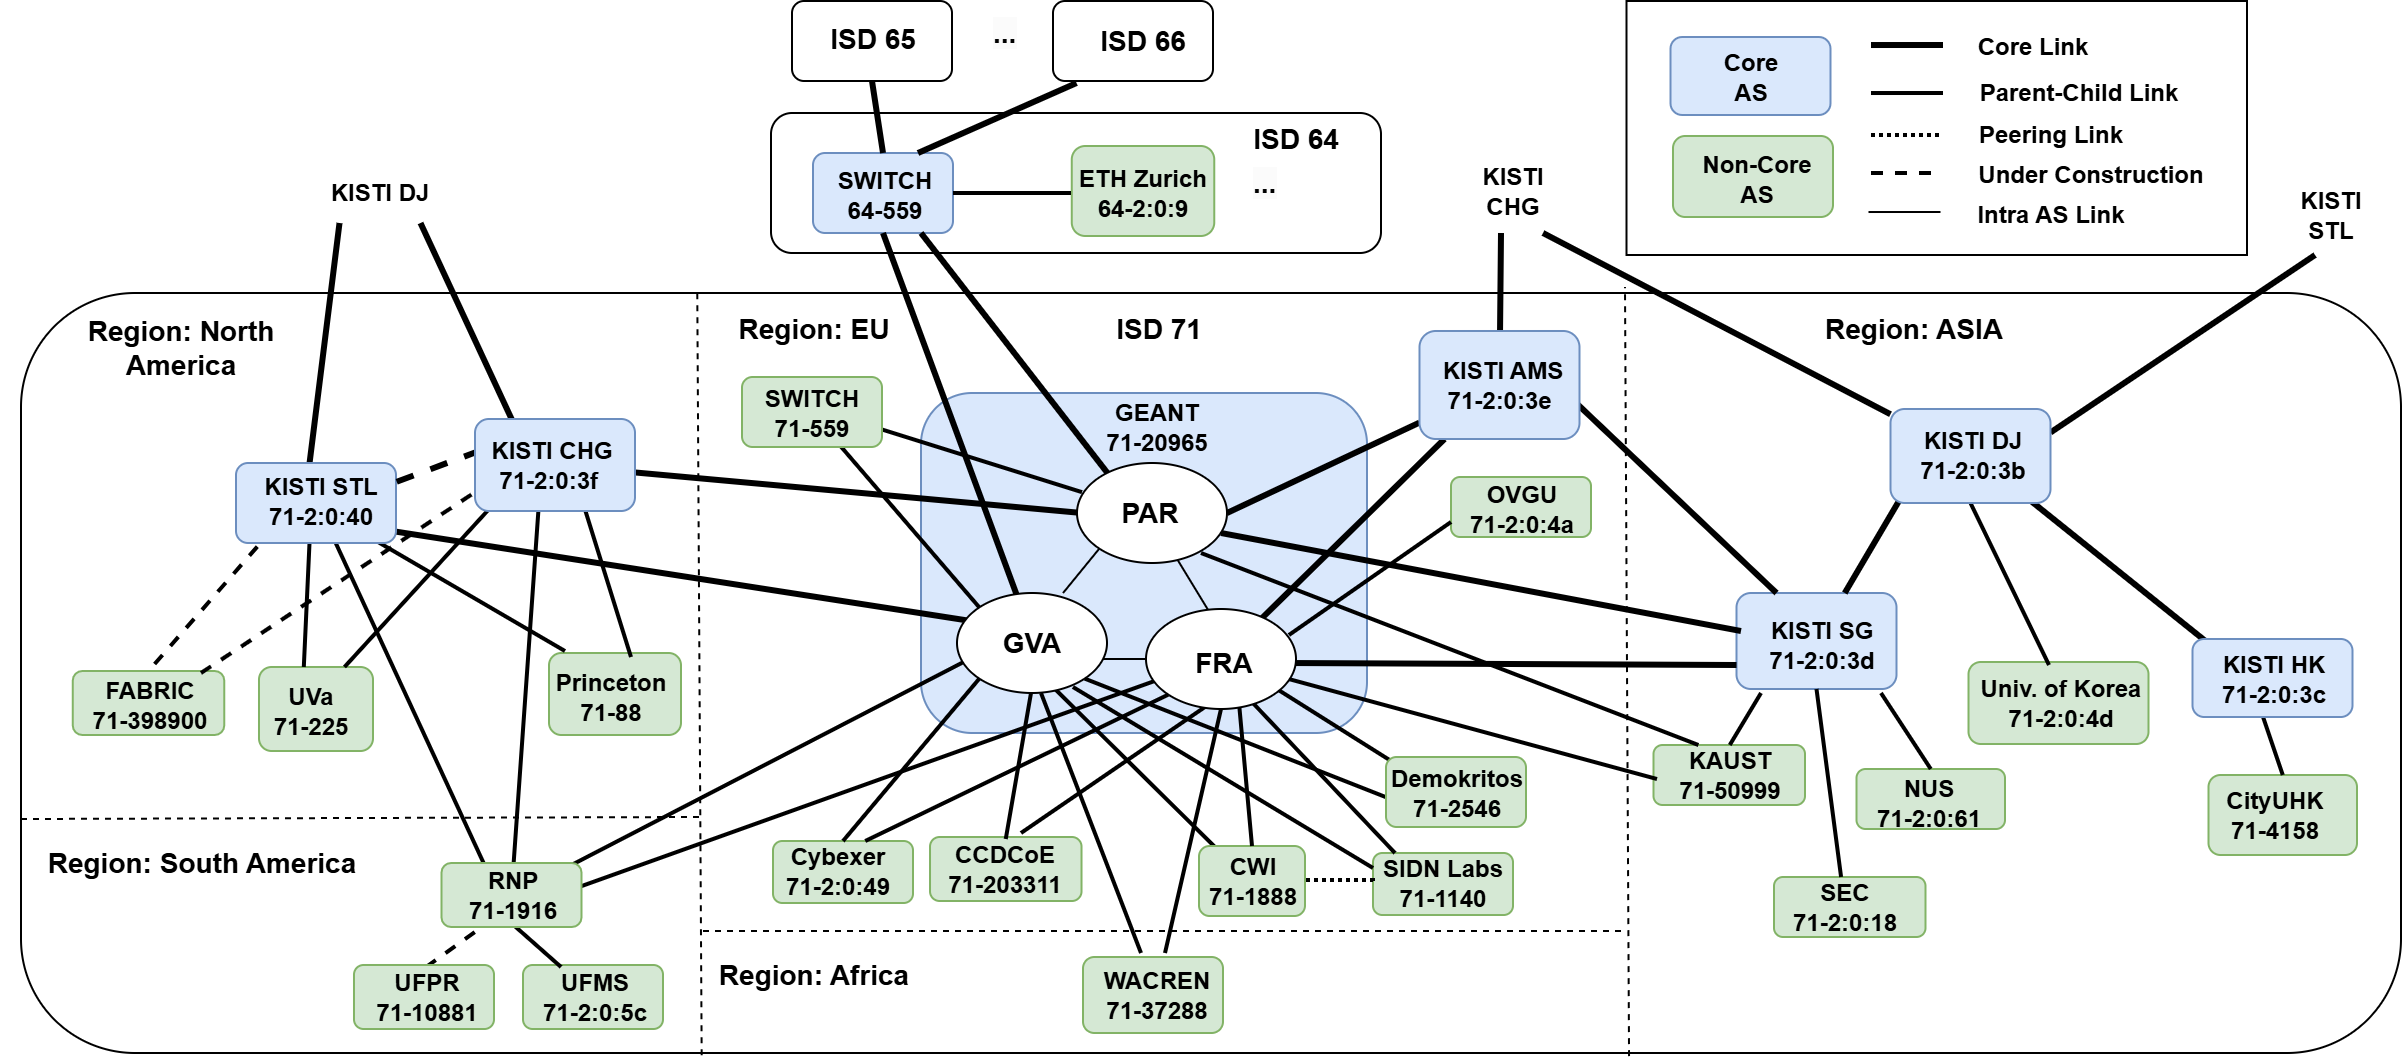 ISD 65
...
ISD 66
Core
AS
Non-Core
AS
Core Link
Parent-Child Link
Peering Link
Under Construction
Intra AS Link
ISD 64
...
SWITCH
64-559
ETH Zurich
64-2:0:9
KISTI DJ
KISTI
CHG
KISTI
STL
Region: North
America
Region: EU
ISD 71
Region: ASIA
KISTI STL
71-2:0:40
KISTI CHG
71-2:0:3f
SWITCH
71-559
GEANT
71-20965
PAR
GVA
FRA
KISTI AMS
71-2:0:3e
OVGU
71-2:0:4a
KISTI DJ
71-2:0:3b
KISTI SG
71-2:0:3d
KISTI HK
71-2:0:3c
FABRIC
71-398900
UVa
71-225
Princeton
71-88
Univ. of Korea
71-2:0:4d
KAUST
71-50999
NUS
71-2:0:61
CityUHK
71-4158
Demokritos
71-2546
Region: South America
RNP
71-1916
Cybexer
71-2:0:49
CCDCoE
71-203311
CWI
71-1888
SIDN Labs
71-1140
SEC
71-2:0:18
UFPR
71-10881
UFMS
71-2:0:5c
Region: Africa
WACREN
71-37288